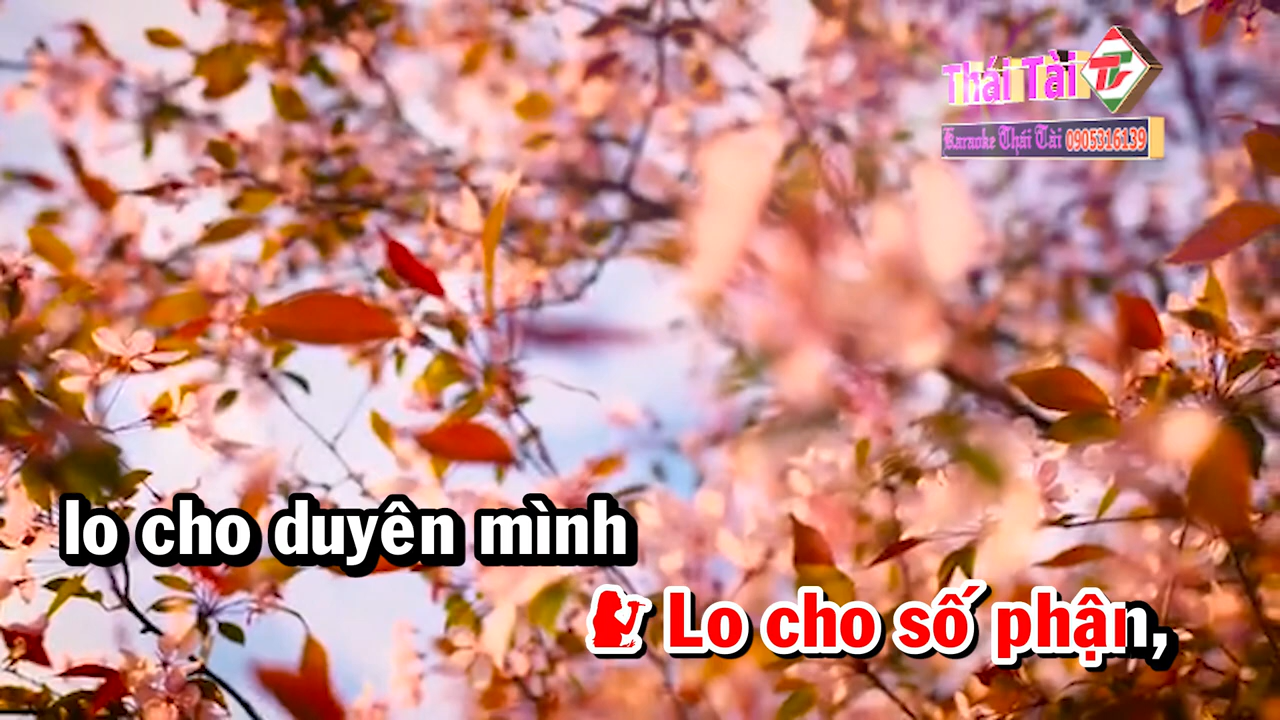 Thái Tài
Karaoke Thái Tài 0905316139
lo cho duyên mình
Lo cho số phận,